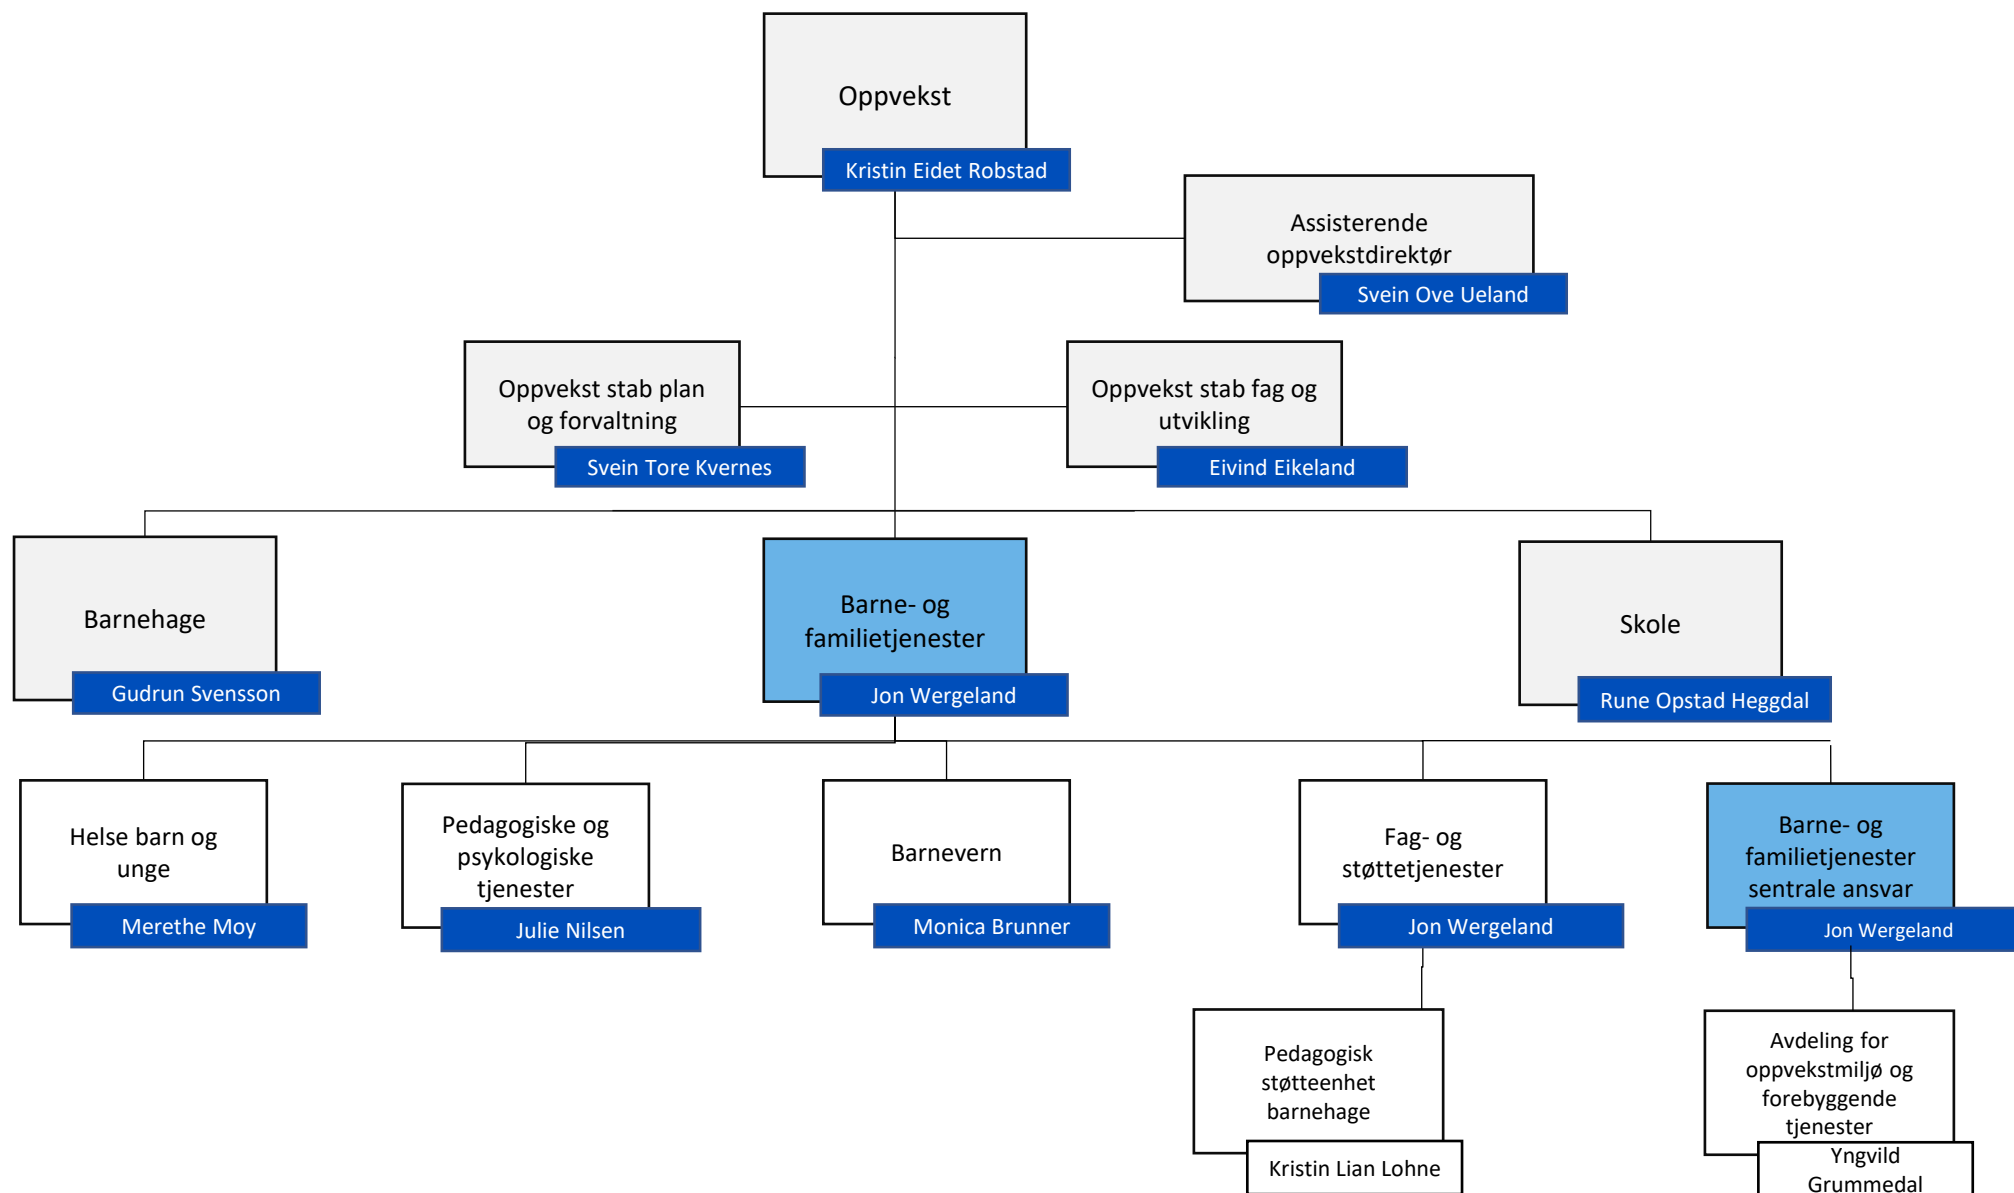 Oppvekst
Kristin Eidet Robstad
Assisterende
oppvekstdirektør
Svein Ove Ueland
Oppvekst stab plan
og forvaltning
Svein Tore Kvernes
Oppvekst stab fag og
utvikling
Eivind Eikeland
Barnehage
Gudrun Svensson
Barne- og
familietjenester
Jon Wergeland
Skole
Rune Opstad Heggdal
Helse barn og
unge
Merethe Moy
Pedagogiske og
psykologiske
tjenester
Julie Nilsen
Barnevern
Monica Brunner
Fag- og
støttetjenester
Jon Wergeland
Barne- og
familietjenester
sentrale ansvar
Jon Wergeland
Pedagogisk
støtteenhet
barnehage
Kristin Lian Lohne
Avdeling for
oppvekstmiljø og
forebyggende
tjenester
Yngvild
Grummedal